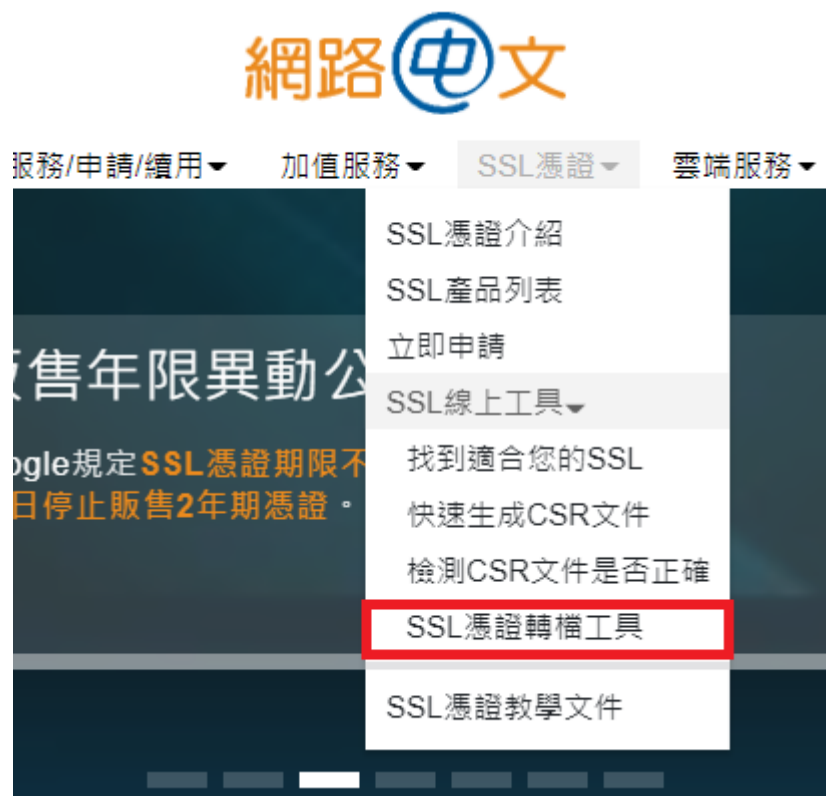 網路中文
服務/申請/續用 加值服務 SSL憑證 雲端服務
SSL憑證介紹
SSL產品列表
立即申請
SSL線上工具
找到適合您的SSL
快速生成CSR文件
檢測CSR文件是否正確
SSL憑證轉檔工具
SSL憑證教學文件
售年限異動公
ogle規定SSL憑證期限不
日停止販售2年期憑證。